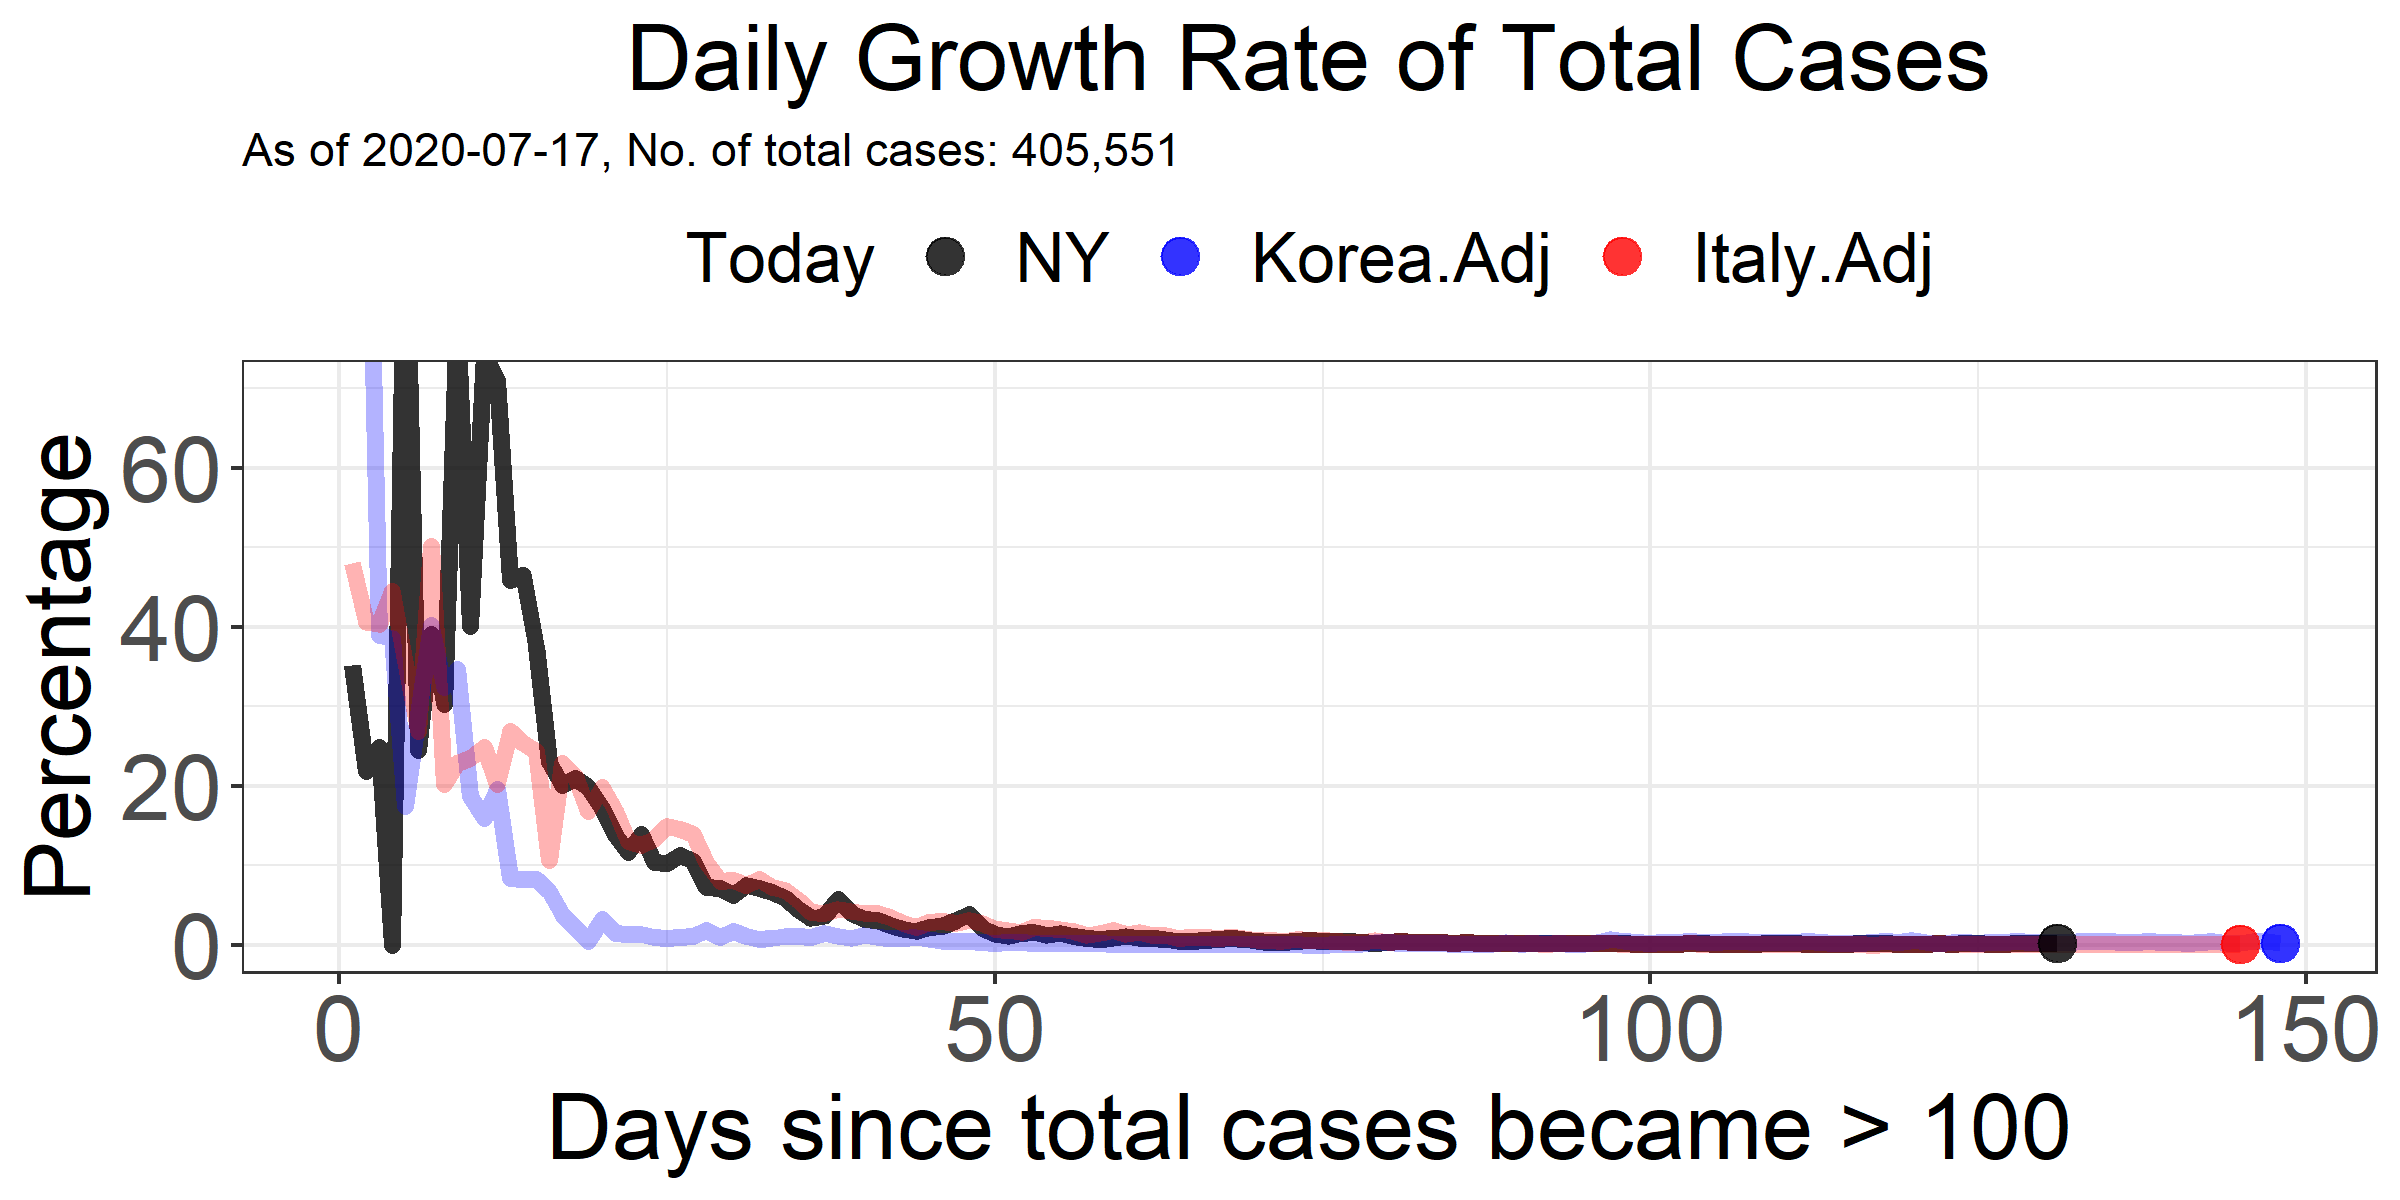 Daily Growth Rate of Total Cases
As of 2020-07-17, No. of total cases: 405,551
Today NY Korea.Adj Italy.Adj
Percentage
60
40
20
0
0 50 100 150
Days since total cases became > 100